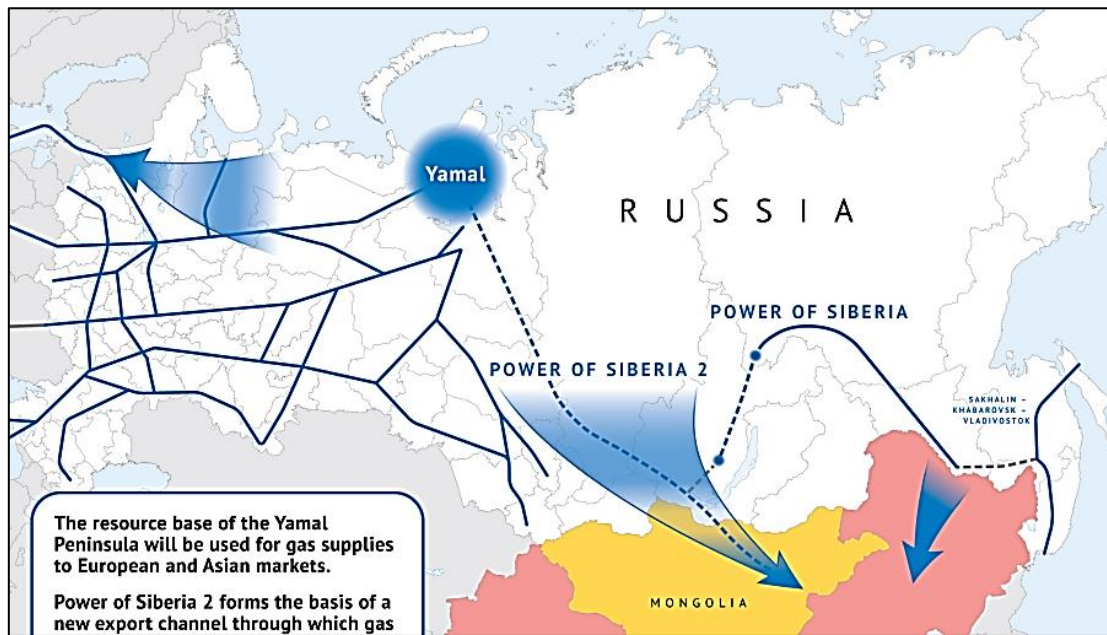 Yamal
RUSSIA
POWER OF SIBERIA
POWER OF SIBERIA 2
SAKHALIN –
KHABAROVSK –
VLADIVOSTOK
The resource base of the Yamal
Peninsula will be used for gas supplies
to European and Asian markets.
Power of Siberia 2 forms the basis of a
new export channel through which gas
MONGOLIA